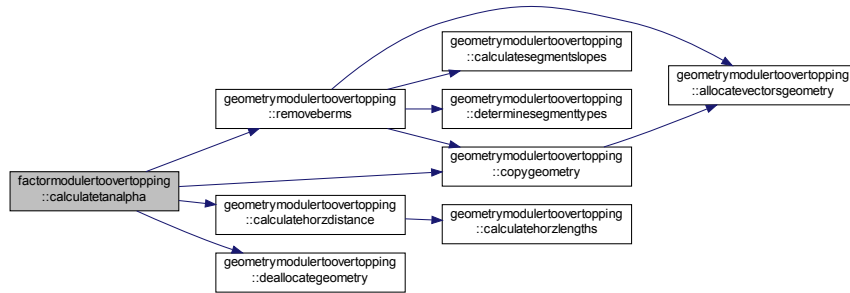 geometrymodulertoovertopping
::calculatesegmentslopes
geometrymodulertoovertopping
::allocatevectorsgeometry
geometrymodulertoovertopping
::removeberms
geometrymodulertoovertopping
::determinesegmenttypes
geometrymodulertoovertopping
::copygeometry
factormodulertoovertopping
::calculatetanalpha
geometrymodulertoovertopping
::calculatehorzdistance
geometrymodulertoovertopping
::calculatehorzlengths
geometrymodulertoovertopping
::deallocategeometry